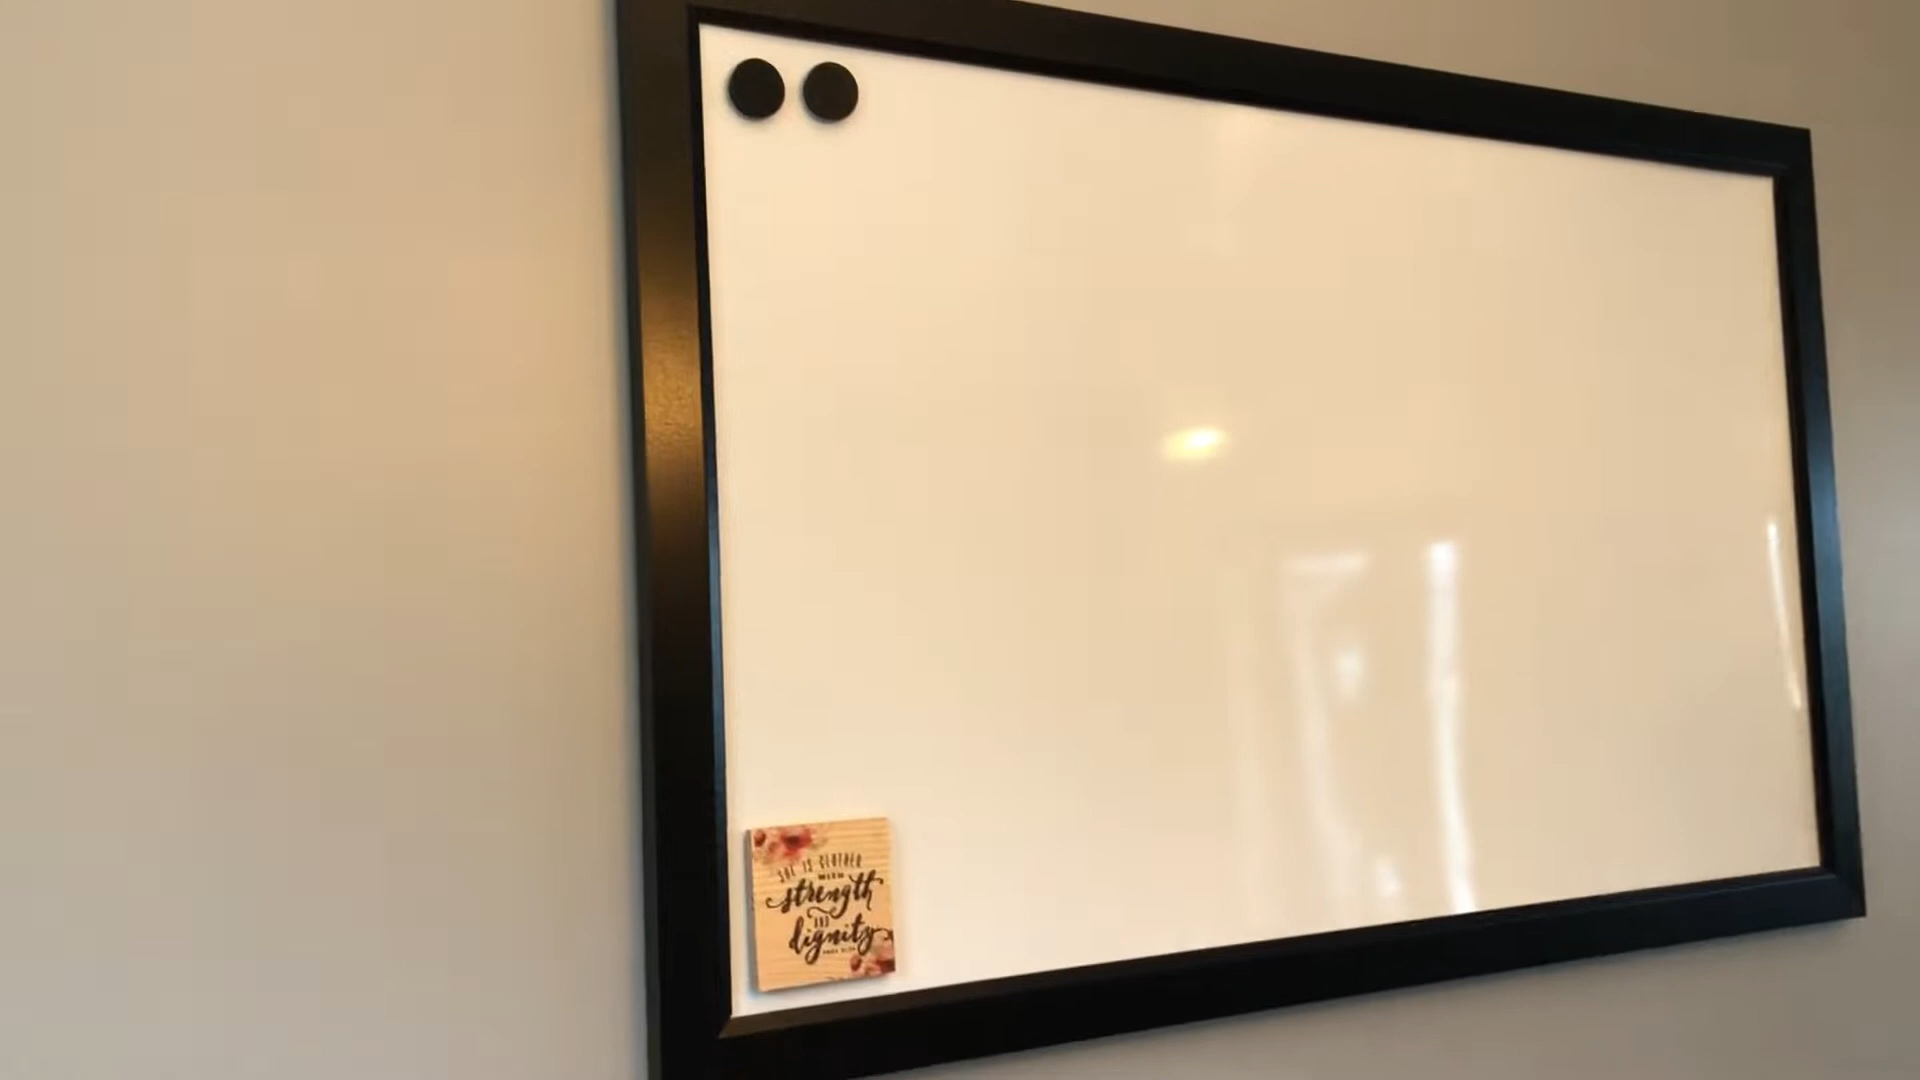 SHE IS CLOTHED
WITH
strength
AND
dignity